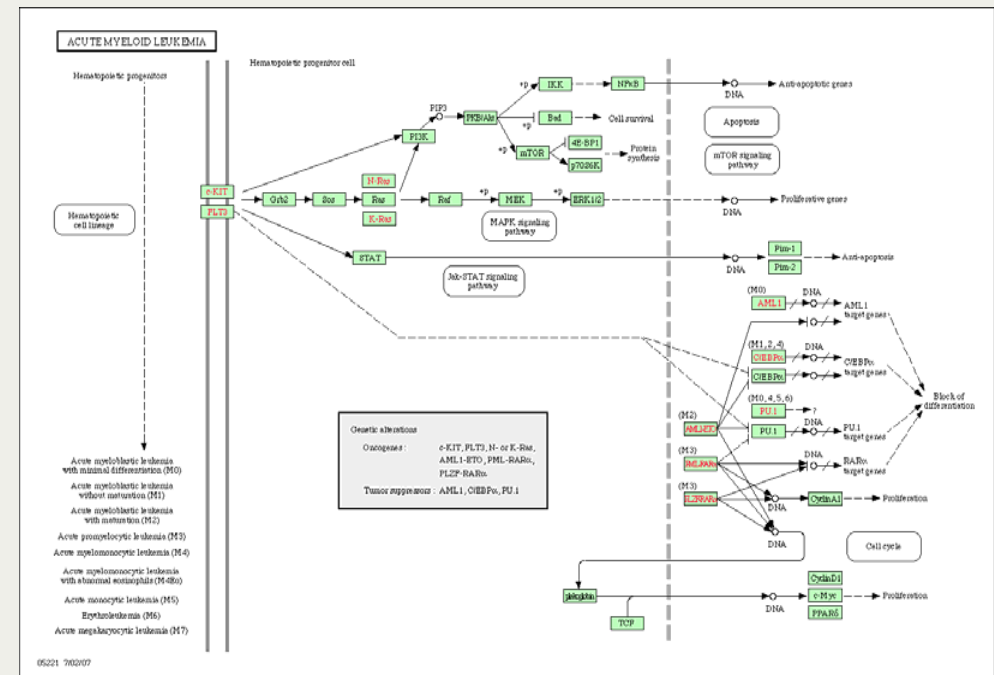 ACUTE MYELOID LEUKEMIA
Hematopoietic progenitors
Hematopoietic progenitor cell
Hematopoietic
cell lineage
c-KIT
FLT3
Grb2
Sos
N-Ras
Ras
K-Ras
PI3K
PIP3
PKB/Akt
+p
IKK
NFκB
DNA
Anti-apoptotic genes
+p
Bad
Cell survival
+p
mTOR
4E-BP1
p70S6K
Protein
synthesis
Apoptosis
mTOR signaling
pathway
Raf
+p
MEK
+p
ERK1/2
DNA
Proliferative genes
MAPK signaling
pathway
STAT
Jak-STAT signaling
pathway
DNA
Pim-1
Pim-2
Anti-apoptosis
(M0)
AML1
DNA
AML1
target genes
(M1,2,4)
C/EBPα
DNA
C/EBPα
C/EBPα
target genes
(M0,4,5,6)
PU.1
?
PU.1
DNA
PU.1
target genes
Block of
differentiation
(M2)
AML1-ETO
(M3)
PML-RARα
DNA
RARα
target genes
(M3)
PLZF-RARα
DNA
CyclinA1
Proliferation
DNA
Cell cycle
plakoglobin
TCF
DNA
CyclinD1
c-Myc
PPARδ
Proliferation
Genetic alterations
Oncogenes : c-KIT, FLT3, N- or K-Ras,
AML1-ETO, PML-RARα,
PLZF-RARα
Tumor suppressors : AML1, C/EBPα, PU.1
Acute myeloblastic leukemia
with minimal differentiation (M0)
Acute myeloblastic leukemia
without maturation (M1)
Acute myeloblastic leukemia
with maturation (M2)
Acute promyelocytic leukemia (M3)
Acute myelomonocytic leukemia (M4)
Acute myelomonocytic leukemia
with abnormal eosinophils (M4Eo)
Acute monocytic leukemia (M5)
Erythroleukemia (M6)
Acute megakaryocytic leukemia (M7)
05221 7/02/07